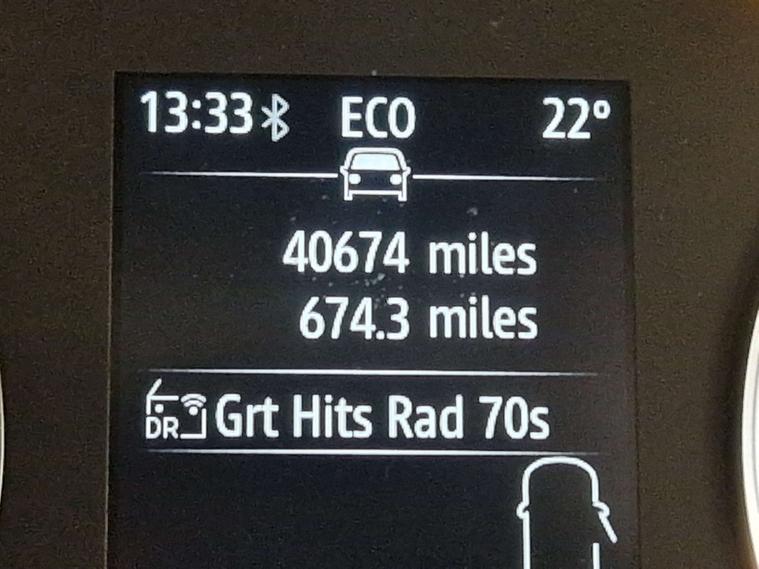 13:33 ECO 22°
40674 miles
674.3 miles
DR Grt Hits Rad 70s